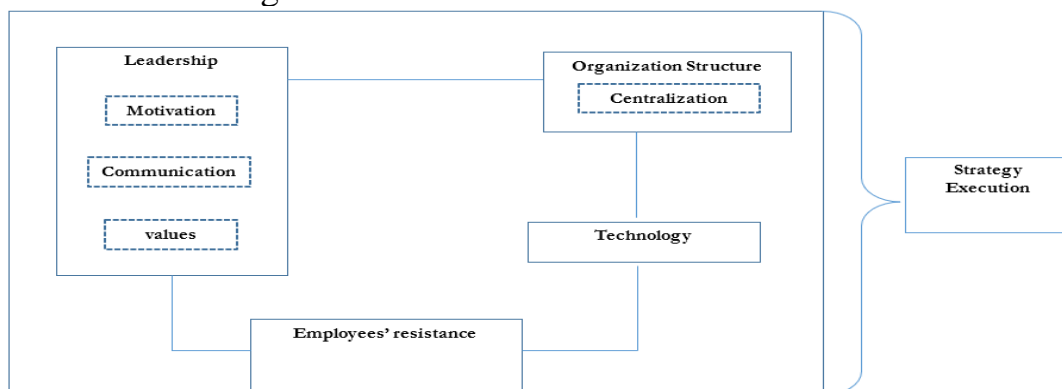 Leadership
Motivation
Communication
values
Organization Structure
Centralization
Technology
Employees’ resistance
Strategy
Execution